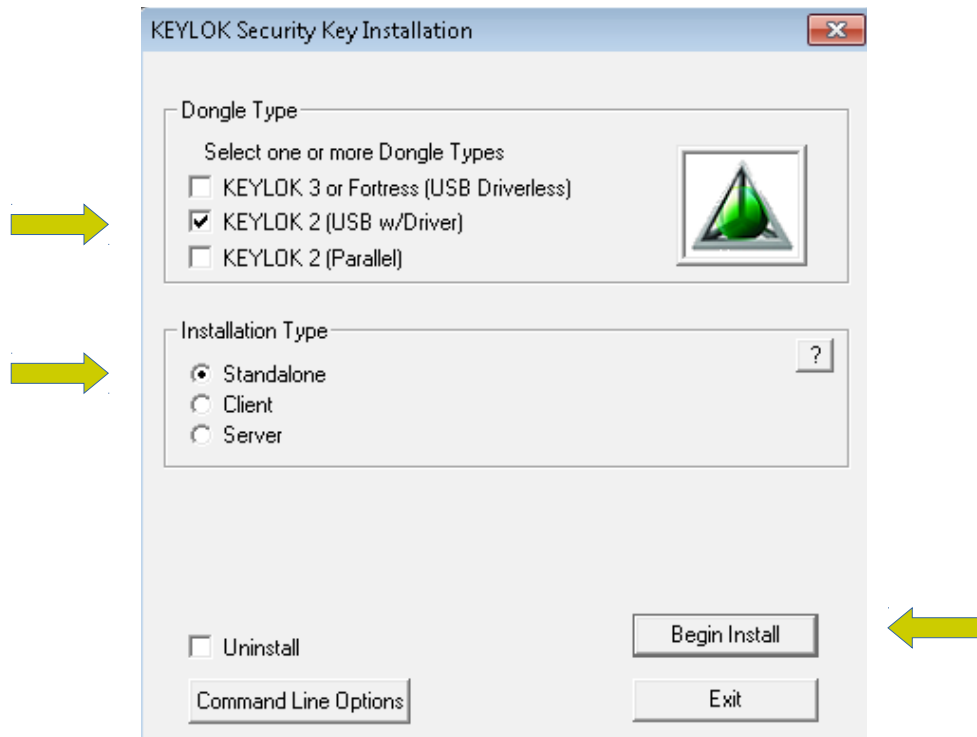 KEYLOK Security Key Installation
Dongle Type
Select one or more Dongle Types
KEYLOK 3 or Fortress (USB Driverless)
KEYLOK 2 (USB w/Driver)
KEYLOK 2 (Parallel)
Installation Type
?
Standalone
Client
Server
Uninstall
Begin Install
Command Line Options
Exit